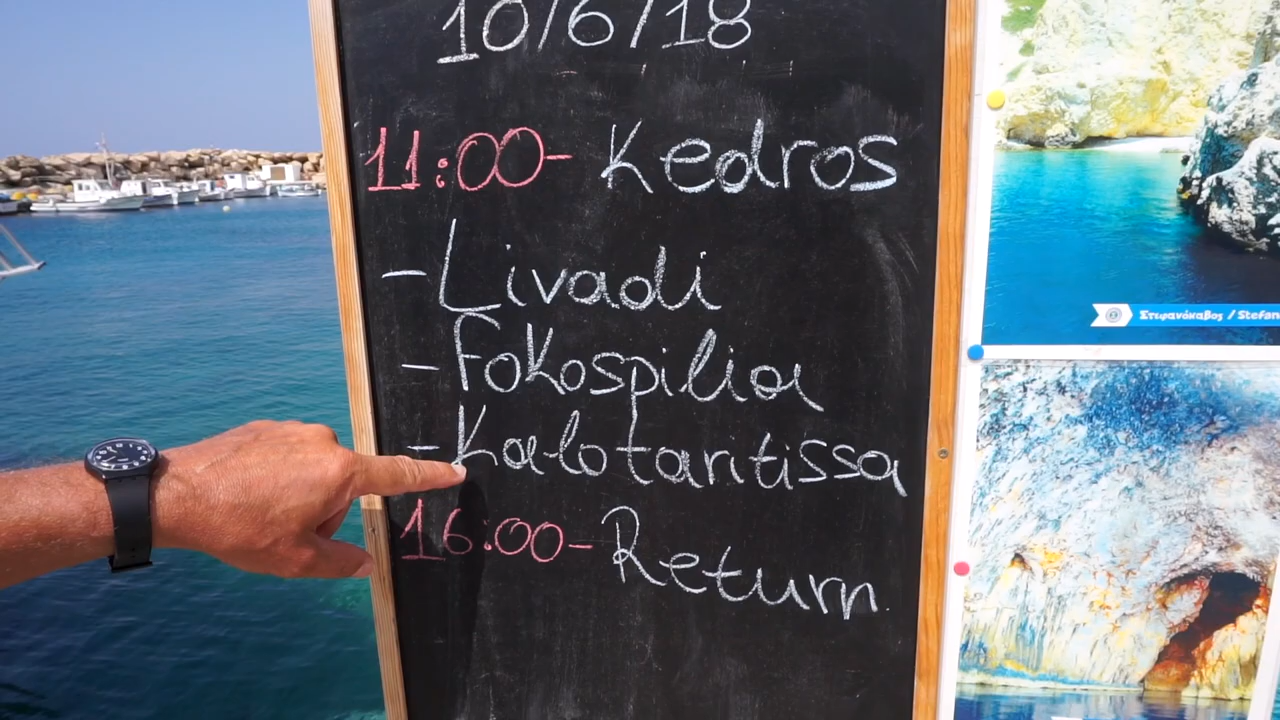 10/6/18
11:00- Kedros
-Livadi
-Fokospilia
-Kalotaritissa
16:00- Return
Στεφανόκαβος / Stefan